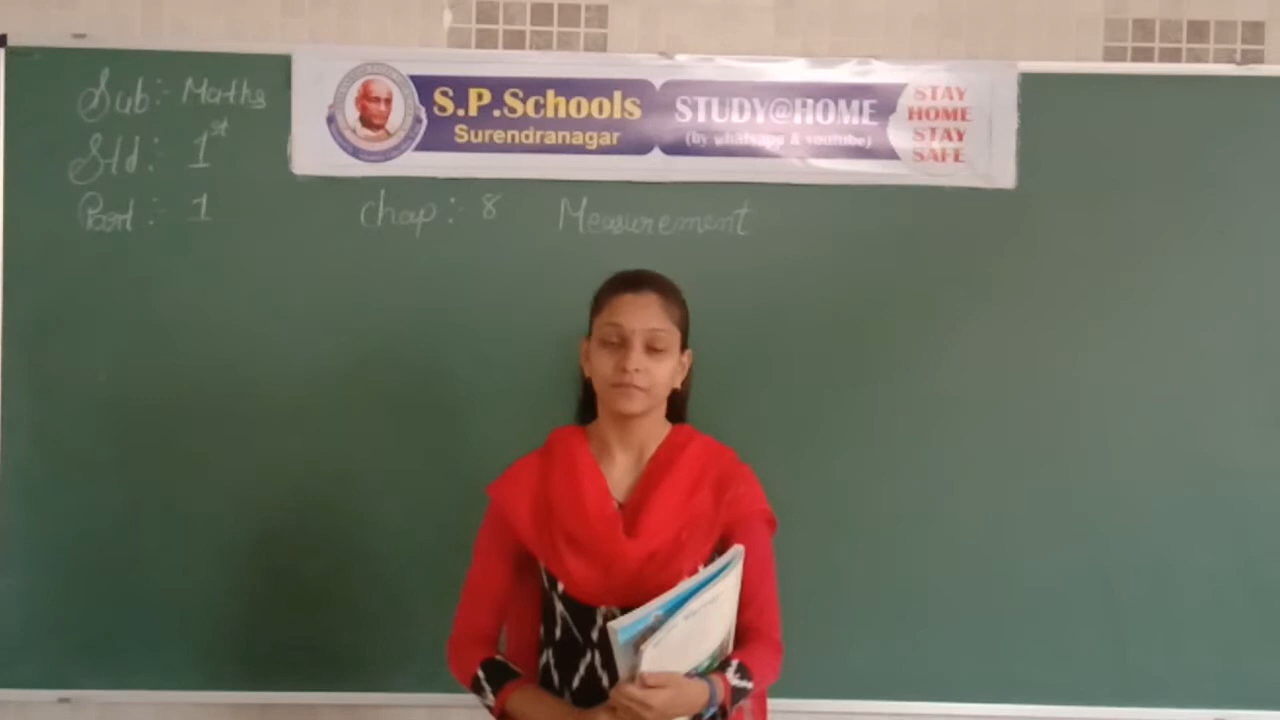 Sub :- Maths
Std :- 1st
Part :- 1
chap :- 8 Measurement
S.P.Schools
Surendranagar
STUDY@HOME
(by whatsapp & youtube)
STAY
HOME
STAY
SAFE